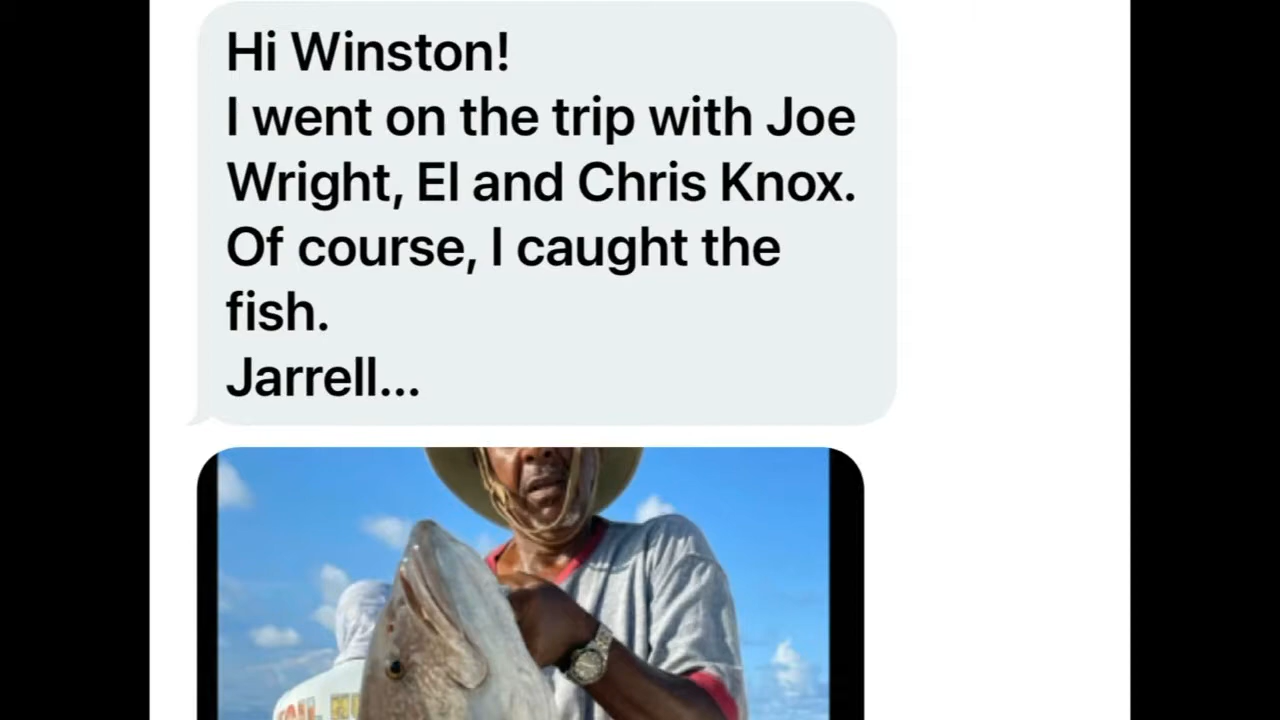 Hi Winston!
I went on the trip with Joe
Wright, El and Chris Knox.
Of course, I caught the
fish.
Jarrell...